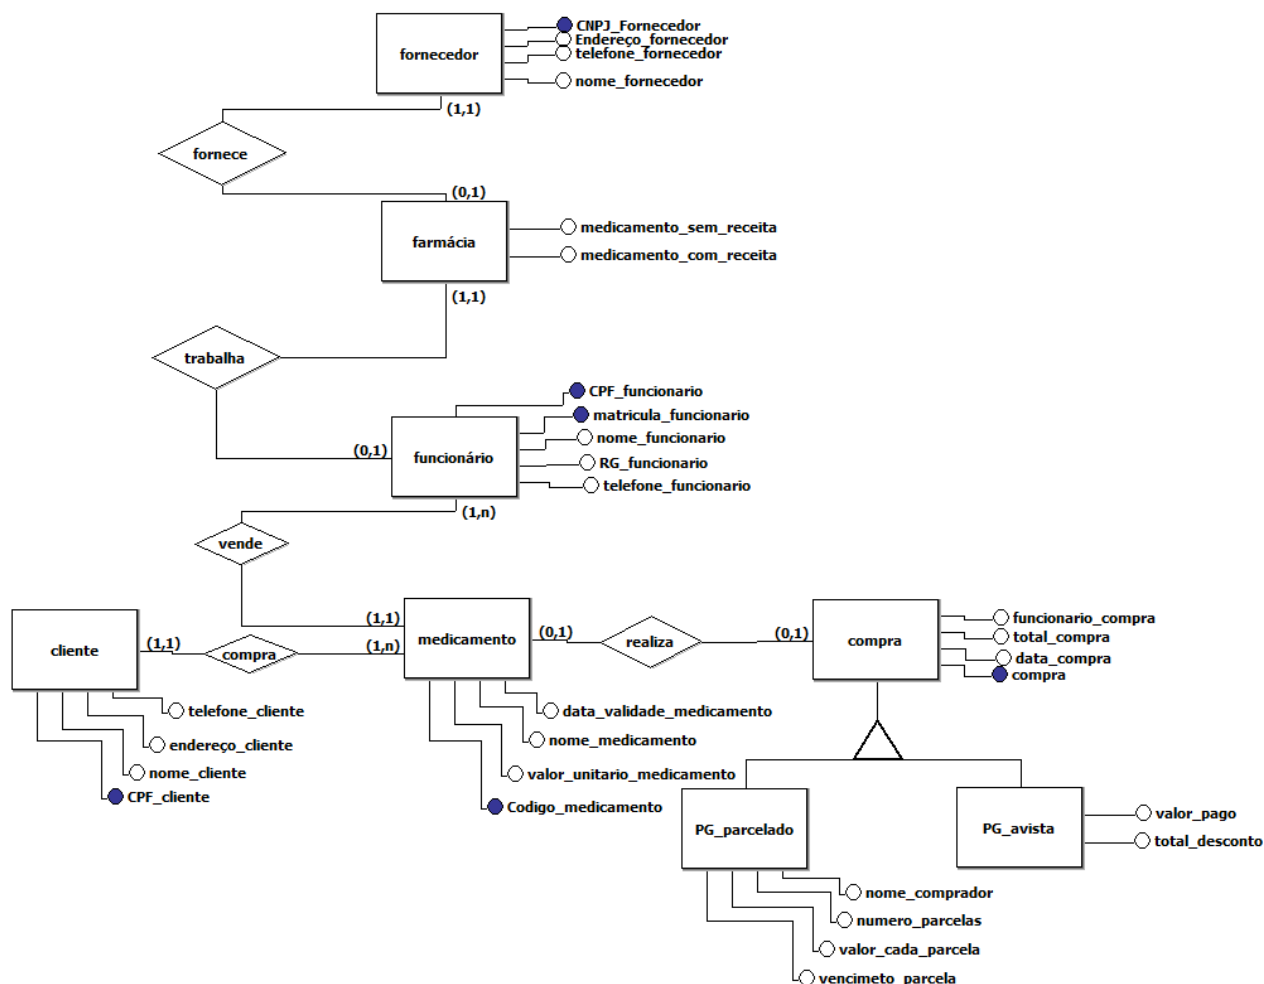 fornecedor
CNPJ_Fornecedor
Endereço_fornecedor
telefone_fornecedor
nome_fornecedor
(1,1)
fornece
(0,1)
farmácia
medicamento_sem_receita
medicamento_com_receita
(1,1)
trabalha
CPF_funcionario
matricula_funcionario
nome_funcionario
RG_funcionario
telefone_funcionario
(0,1)
funcionário
(1,n)
vende
(1,1)
cliente
(1,1)
compra
(1,n)
medicamento
(0,1)
realiza
(0,1)
compra
funcionario_compra
total_compra
data_compra
compra
telefone_cliente
endereço_cliente
nome_cliente
CPF_cliente
data_validade_medicamento
nome_medicamento
valor_unitario_medicamento
Codigo_medicamento
PG_parcelado
PG_avista
valor_pago
total_desconto
nome_comprador
numero_parcelas
valor_cada_parcela
vencimeto_parcela